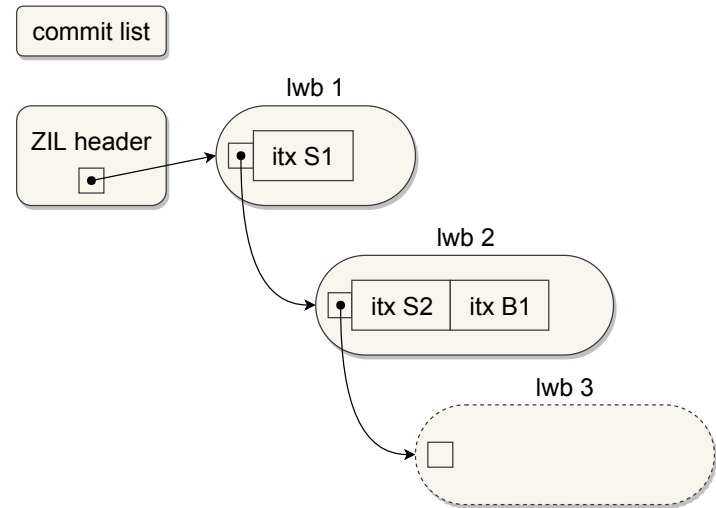 commit list
lwb 1
ZIL header
itx S1
lwb 2
itx S2
itx B1
lwb 3